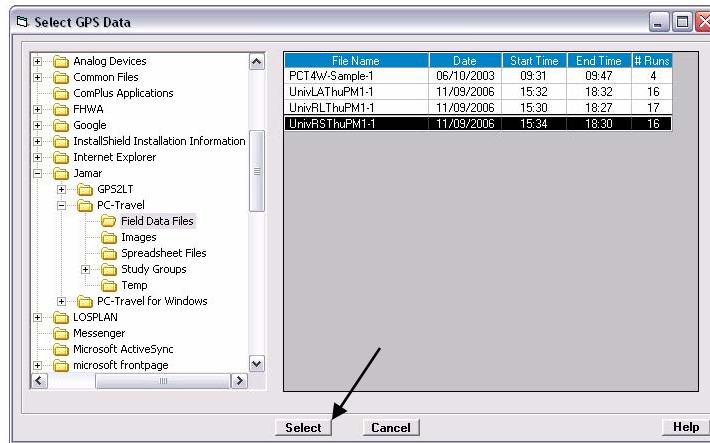 Select GPS Data
Analog Devices
Common Files
ComPlus Applications
FHWA
Google
InstallShield Installation Information
Internet Explorer
Jamar
GPS2LT
PC-Travel
Field Data Files
Images
Spreadsheet Files
Study Groups
Temp
PC-Travel for Windows
LOSPLAN
Messenger
Microsoft ActiveSync
microsoft frontpage
File Name Date Start Time End Time # Runs
PCT4W-Sample-1 06/10/2003 09:31 09:47 4
UnivLAThuPM1-1 11/09/2006 15:32 18:32 16
UnivRLThuPM1-1 11/09/2006 15:30 18:27 17
UnivRSThuPM1-1 11/09/2006 15:34 18:30 16
Select Cancel Help